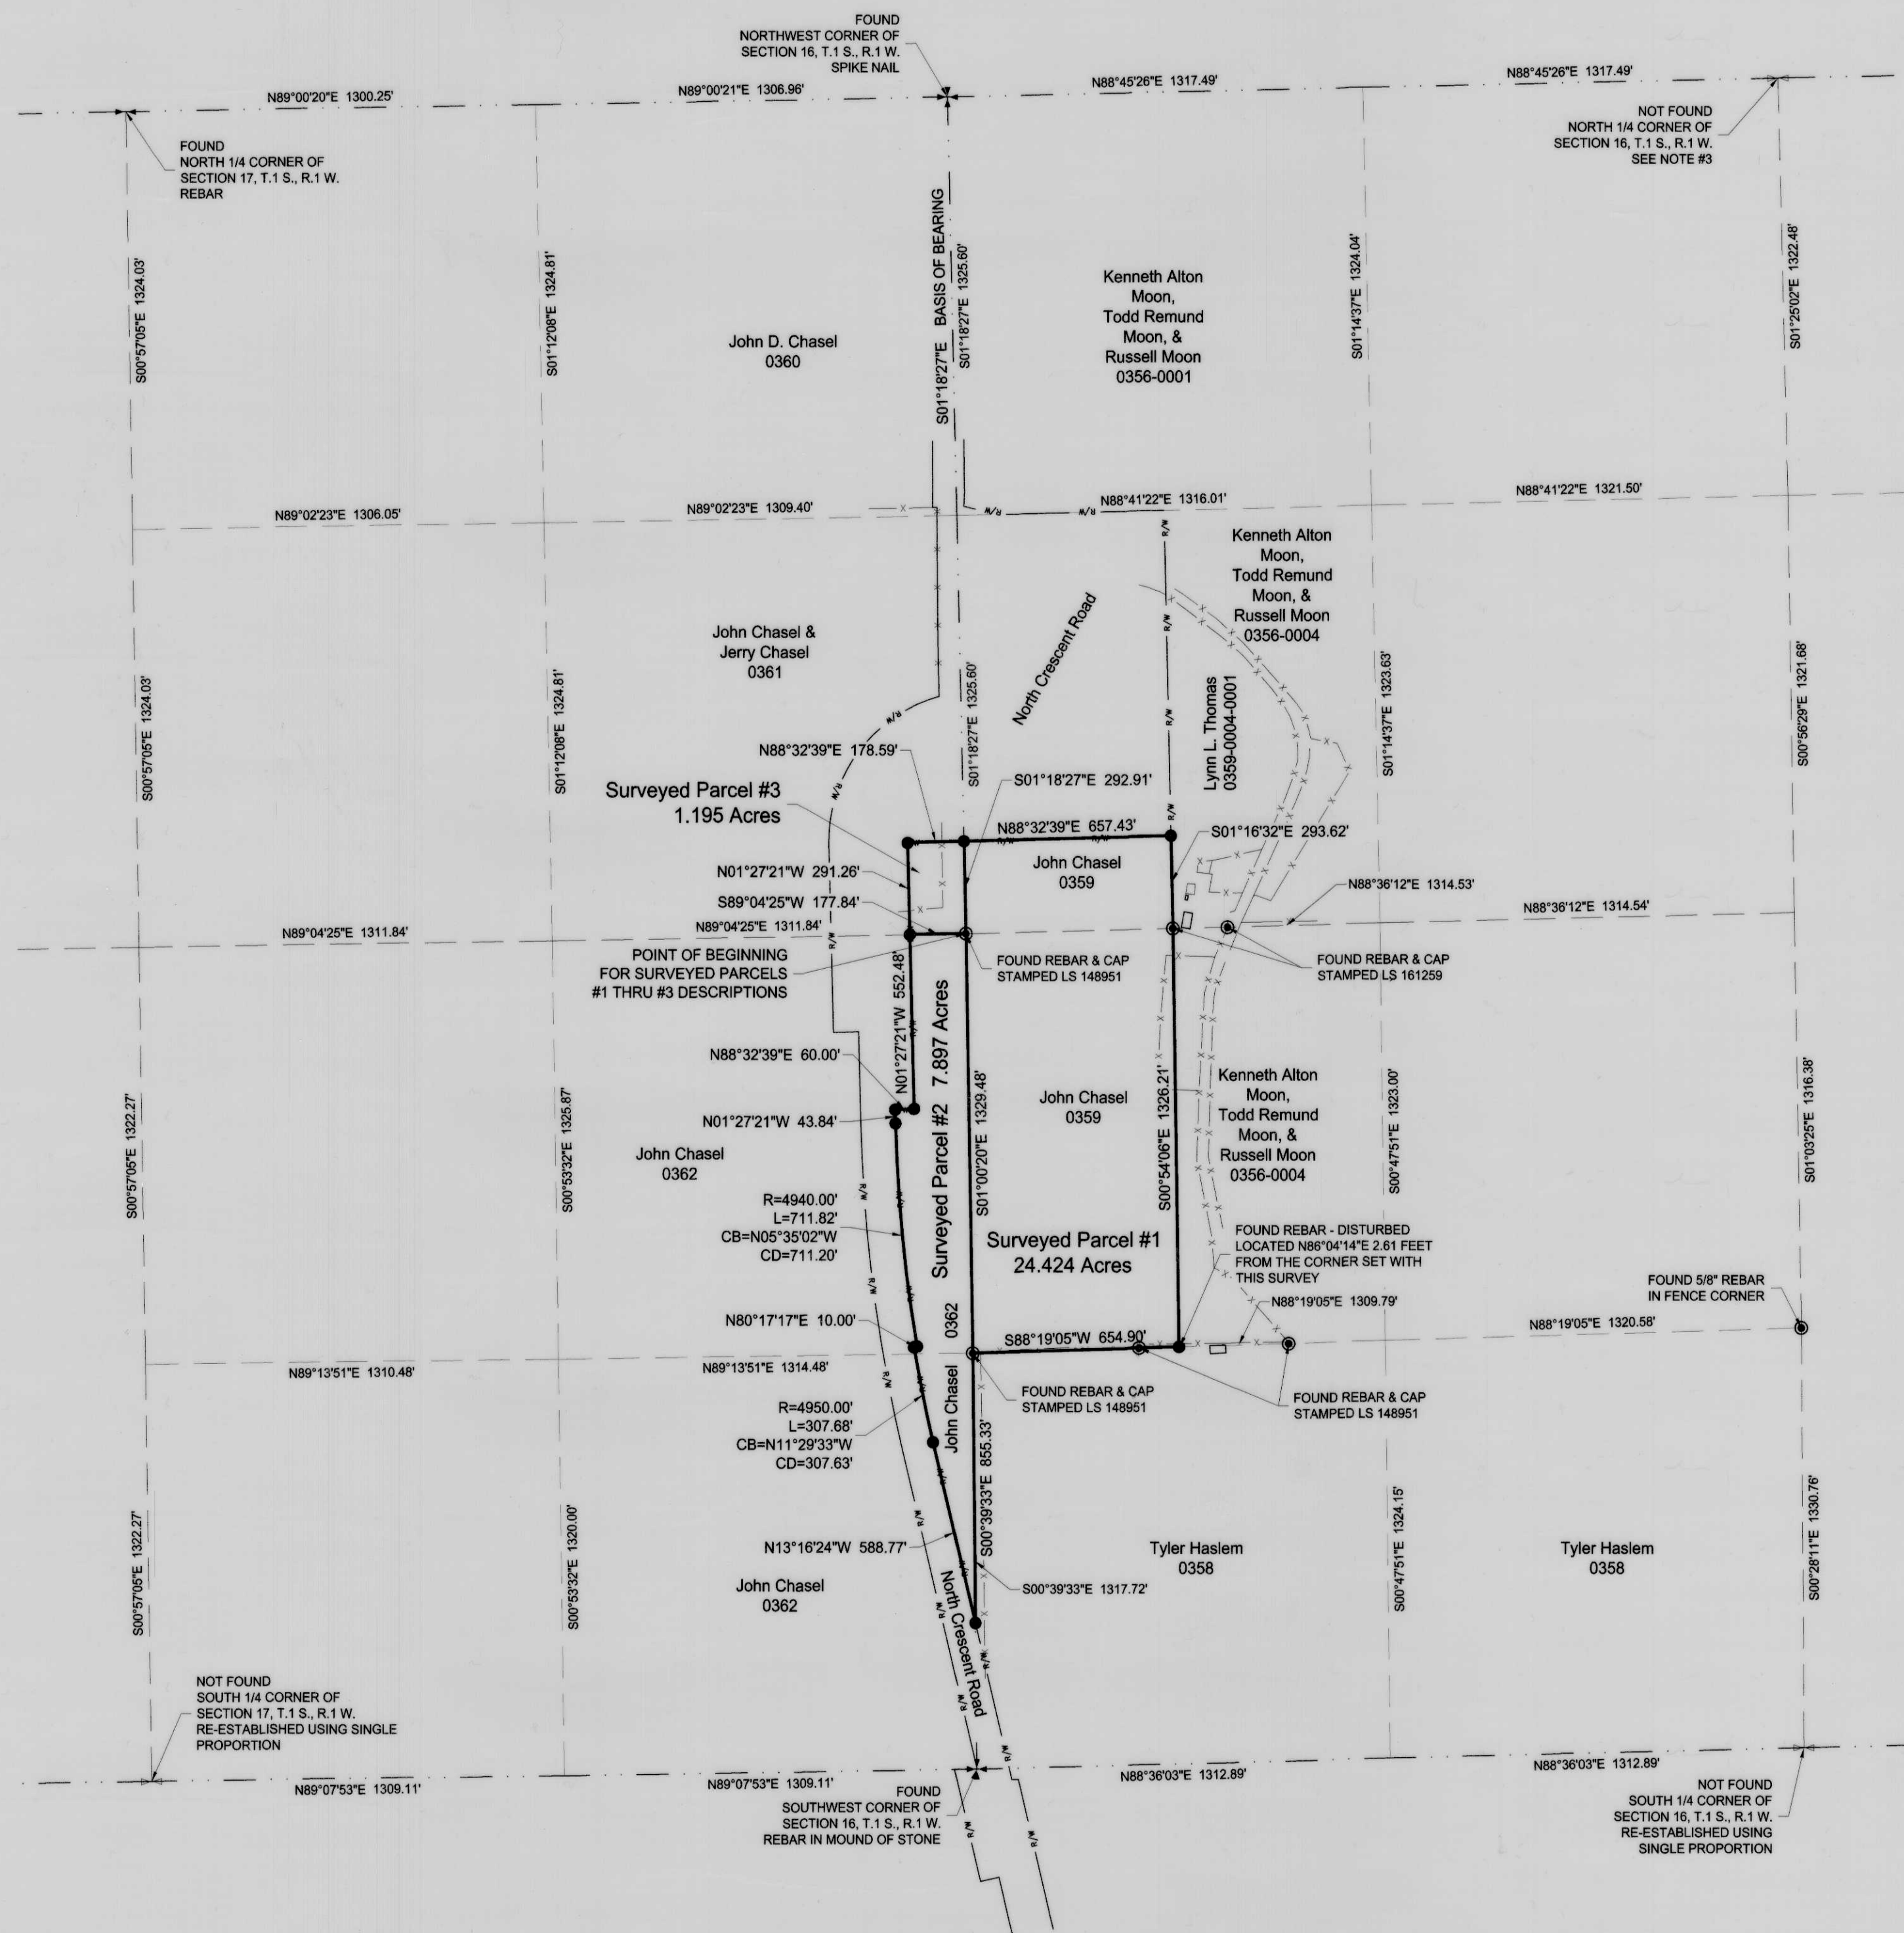 FOUND
NORTHWEST CORNER OF
SECTION 16, T.1 S., R.1 W.
SPIKE NAIL
N89°00'20"E 1300.25'
N89°00'21"E 1306.96'
N88°45'26"E 1317.49'
N88°45'26"E 1317.49'
FOUND
NORTH 1/4 CORNER OF
SECTION 17, T.1 S., R.1 W.
REBAR
NOT FOUND
NORTH 1/4 CORNER OF
SECTION 16, T.1 S., R.1 W.
SEE NOTE #3
S00°57'05"E 1324.03'
S01°12'08"E 1324.81'
S01°18'27"E BASIS OF BEARING
S01°18'27"E 1325.60'
S01°14'37"E 1324.04'
S01°25'02"E 1322.48'
John D. Chasel
0360
Kenneth Alton
Moon,
Todd Remund
Moon, &
Russell Moon
0356-0001
N89°02'23"E 1306.05'
N89°02'23"E 1309.40'
N88°41'22"E 1316.01'
N88°41'22"E 1321.50'
X
R/W
R/W
R/W
Kenneth Alton
Moon,
Todd Remund
Moon, &
Russell Moon
0356-0004
John Chasel &
Jerry Chasel
0361
North Crescent Road
Lynn L. Thomas
0359-0004-0001
S00°57'05"E 1324.03'
S01°12'08"E 1324.81'
S01°18'27"E 1325.60'
S01°14'37"E 1323.63'
S00°56'29"E 1321.68'
R/W
R/W
R/W
R/W
R/W
N88°32'39"E 178.59'
Surveyed Parcel #3
1.195 Acres
S01°18'27"E 292.91'
N88°32'39"E 657.43'
S01°16'32"E 293.62'
John Chasel
0359
N01°27'21"W 291.26'
S89°04'25"W 177.84'
N88°36'12"E 1314.53'
N89°04'25"E 1311.84'
N89°04'25"E 1311.84'
N88°36'12"E 1314.54'
POINT OF BEGINNING
FOR SURVEYED PARCELS
#1 THRU #3 DESCRIPTIONS
FOUND REBAR & CAP
STAMPED LS 148951
FOUND REBAR & CAP
STAMPED LS 161259
N01°27'21"W 552.48'
Surveyed Parcel #2 7.897 Acres
N88°32'39"E 60.00'
N01°27'21"W 43.84'
John Chasel
0362
S00°57'05"E 1322.27'
S00°53'32"E 1325.87'
S01°00'20"E 1329.48'
John Chasel
0359
S00°54'06"E 1326.21'
Kenneth Alton
Moon,
Todd Remund
Moon, &
Russell Moon
0356-0004
S00°47'51"E 1323.00'
S01°03'25"E 1316.38'
R=4940.00'
L=711.82'
CB=N05°35'02"W
CD=711.20'
Surveyed Parcel #1
24.424 Acres
FOUND REBAR - DISTURBED
LOCATED N86°04'14"E 2.61 FEET
FROM THE CORNER SET WITH
THIS SURVEY
FOUND 5/8" REBAR
IN FENCE CORNER
N80°17'17"E 10.00'
S88°19'05"W 654.90'
N88°19'05"E 1309.79'
N88°19'05"E 1320.58'
N89°13'51"E 1310.48'
N89°13'51"E 1314.48'
John Chasel 0362
FOUND REBAR & CAP
STAMPED LS 148951
FOUND REBAR & CAP
STAMPED LS 148951
R=4950.00'
L=307.68'
CB=N11°29'33"W
CD=307.63'
S00°39'33"E 855.33'
N13°16'24"W 588.77'
S00°39'33"E 1317.72'
S00°57'05"E 1322.27'
S00°53'32"E 1320.00'
S00°47'51"E 1324.15'
S00°28'11"E 1330.76'
John Chasel
0362
Tyler Haslem
0358
Tyler Haslem
0358
North Crescent Road
R/W
R/W
R/W
NOT FOUND
SOUTH 1/4 CORNER OF
SECTION 17, T.1 S., R.1 W.
RE-ESTABLISHED USING SINGLE
PROPORTION
N89°07'53"E 1309.11'
N89°07'53"E 1309.11'
N88°36'03"E 1312.89'
N88°36'03"E 1312.89'
FOUND
SOUTHWEST CORNER OF
SECTION 16, T.1 S., R.1 W.
REBAR IN MOUND OF STONE
NOT FOUND
SOUTH 1/4 CORNER OF
SECTION 16, T.1 S., R.1 W.
RE-ESTABLISHED USING
SINGLE PROPORTION
R/W
R/W